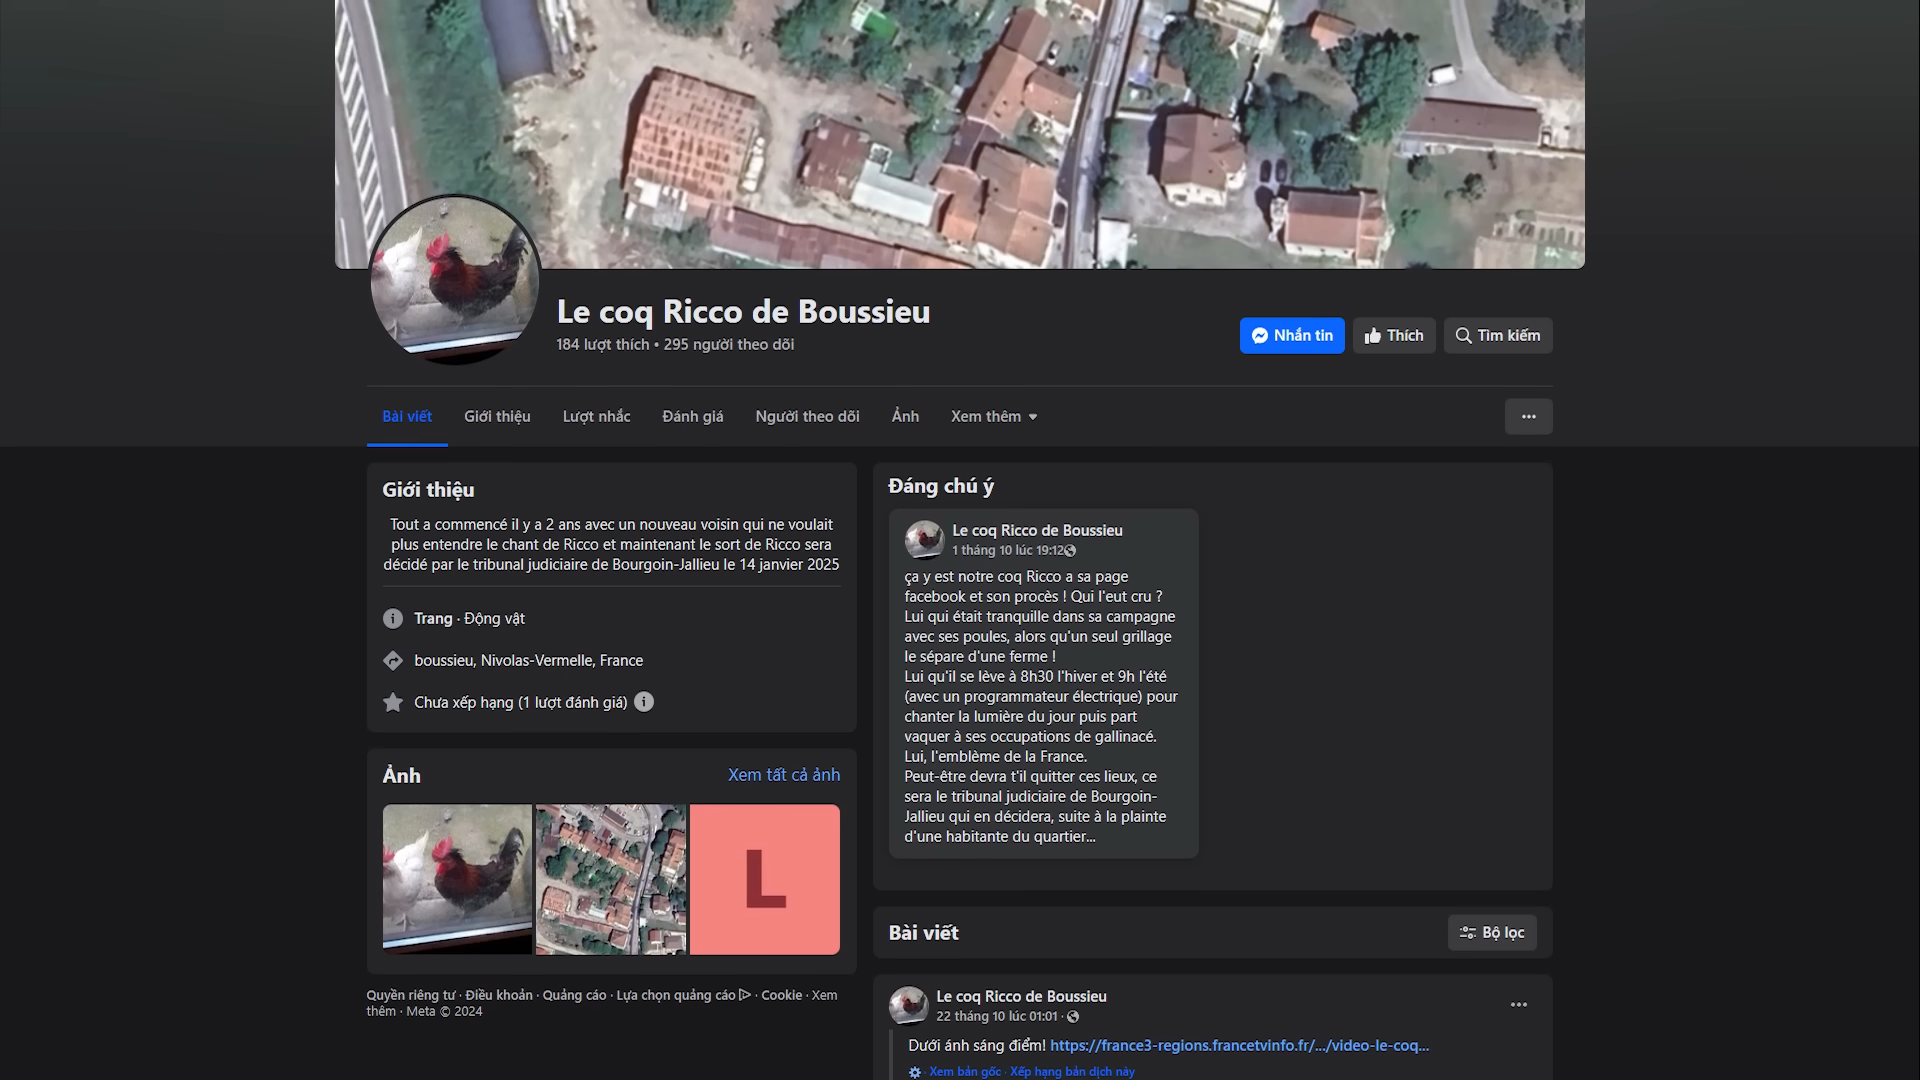 Le coq Ricco de Boussieu
184 lượt thích • 295 người theo dõi
Nhắn tin
Thích
Tìm kiếm
Bài viết
Giới thiệu
Lượt nhắc
Đánh giá
Người theo dõi
Ảnh
Xem thêm
Giới thiệu
Tout a commencé il y a 2 ans avec un nouveau voisin qui ne voulait
plus entendre le chant de Ricco et maintenant le sort de Ricco sera
décidé par le tribunal judiciaire de Bourgoin-Jallieu le 14 janvier 2025
Trang · Động vật
boussieu, Nivolas-Vermelle, France
Chưa xếp hạng (1 lượt đánh giá)
Ảnh
Xem tất cả ảnh
L
Quyền riêng tư · Điều khoản · Quảng cáo · Lựa chọn quảng cáo · Cookie · Xem
thêm · Meta © 2024
Đáng chú ý
Le coq Ricco de Boussieu
1 tháng 10 lúc 19:12
ça y est notre coq Ricco a sa page
facebook et son procès ! Qui l'eut cru ?
Lui qui était tranquille dans sa campagne
avec ses poules, alors qu'un seul grillage
le sépare d'une ferme !
Lui qu'il se lève à 8h30 l'hiver et 9h l'été
(avec un programmateur électrique) pour
chanter la lumière du jour puis part
vaquer à ses occupations de gallinacé.
Lui, l'emblème de la France.
Peut-être devra t'il quitter ces lieux, ce
sera le tribunal judiciaire de Bourgoin-
Jallieu qui en décidera, suite à la plainte
d'une habitante du quartier...
Bài viết
Bộ lọc
Le coq Ricco de Boussieu
22 tháng 10 lúc 01:01 ·
Dưới ánh sáng điểm! https://france3-regions.francetvinfo.fr/.../video-le-coq...
· Xem bản gốc · Xếp hạng bản dịch này